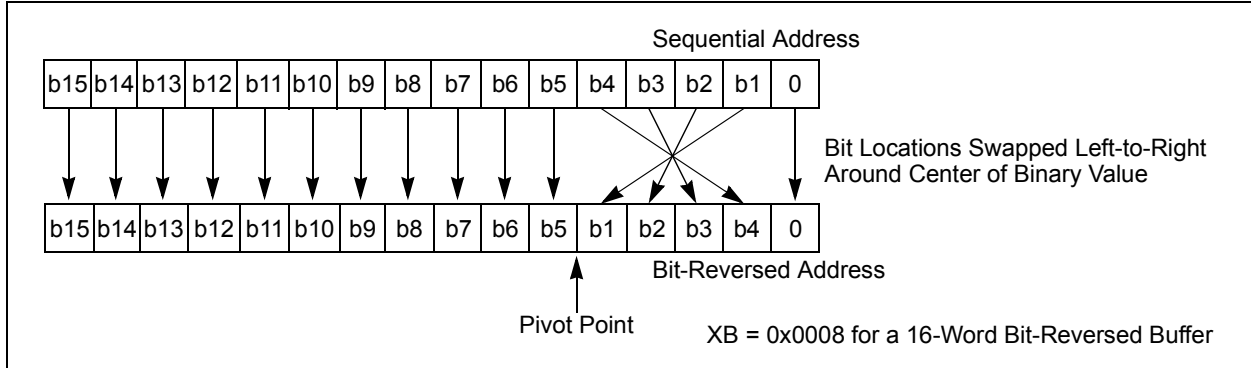 Sequential Address
b15 b14 b13 b12 b11 b10 b9 b8 b7 b6 b5 b4 b3 b2 b1 0
Bit Locations Swapped Left-to-Right
Around Center of Binary Value
b15 b14 b13 b12 b11 b10 b9 b8 b7 b6 b5 b1 b2 b3 b4 0
Bit-Reversed Address
Pivot Point
XB = 0x0008 for a 16-Word Bit-Reversed Buffer